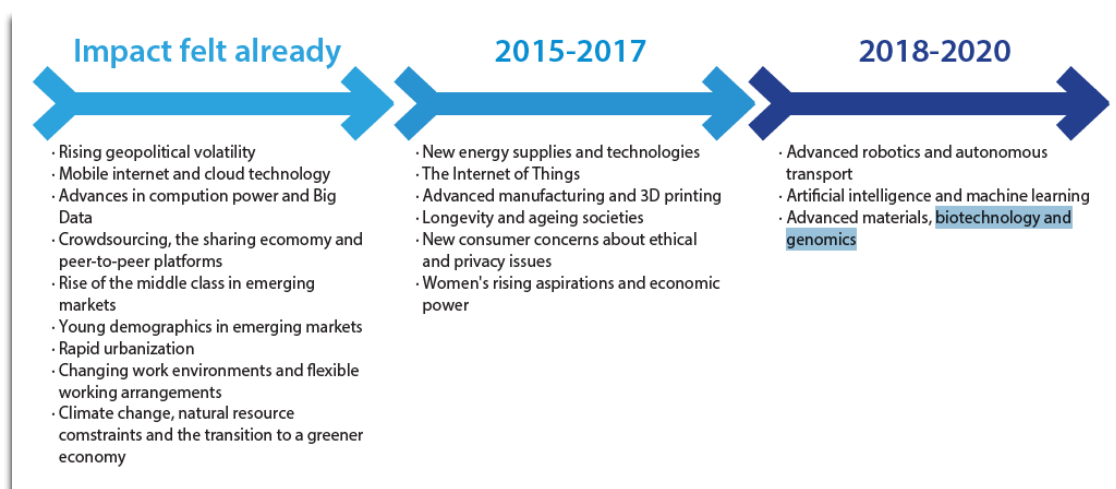 Impact felt already
· Rising geopolitical volatility
· Mobile internet and cloud technology
· Advances in compution power and Big
Data
· Crowdsourcing, the sharing ecomomy and
peer-to-peer platforms
· Rise of the middle class in emerging
markets
· Young demographics in emerging markets
· Rapid urbanization
· Changing work environments and flexible
working arrangements
· Climate change, natural resource
comstraints and the transition to a greener
economy
2015-2017
· New energy supplies and technologies
· The Internet of Things
· Advanced manufacturing and 3D printing
· Longevity and ageing societies
· New consumer concerns about ethical
and privacy issues
· Women's rising aspirations and economic
power
2018-2020
· Advanced robotics and autonomous
transport
· Artificial intelligence and machine learning
· Advanced materials, biotechnology and
genomics